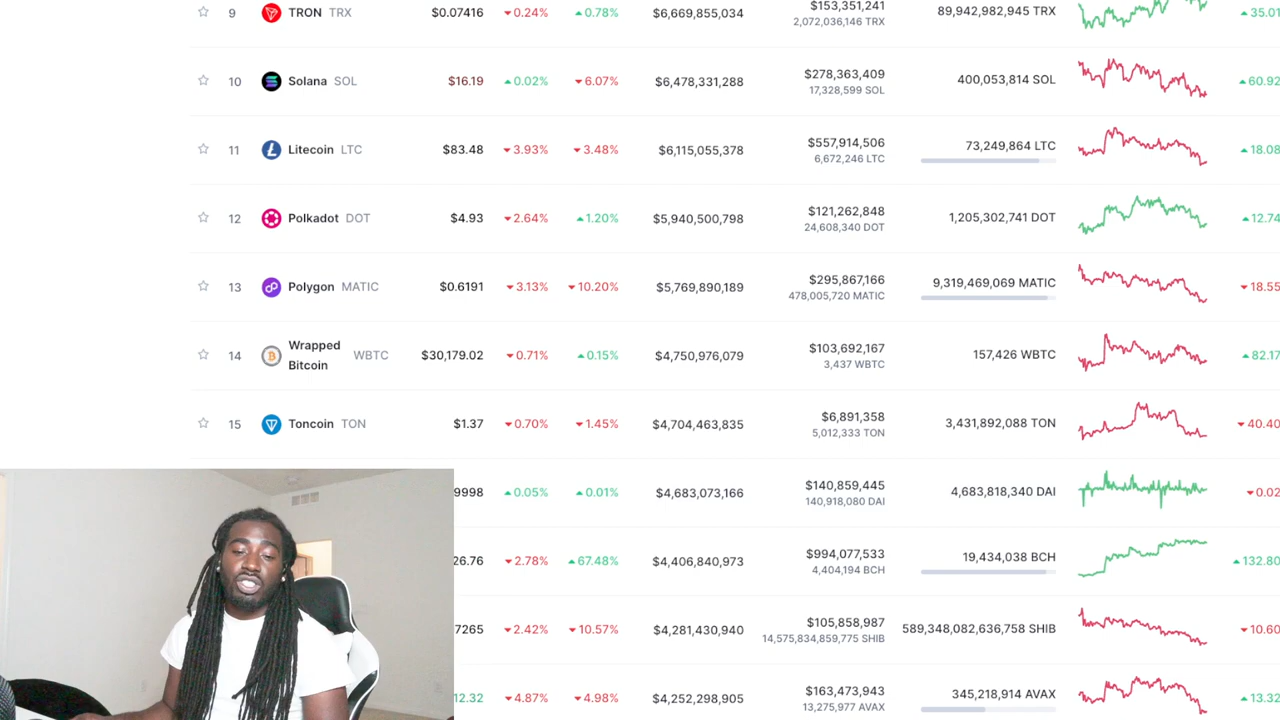 9 TRON TRX $0.07416 0.24% 0.78% $6,669,855,034 $153,351,241 89,942,982,945 TRX 35.01
2,072,036,146 TRX
10 Solana SOL $16.19 0.02% 6.07% $6,478,331,288 $278,363,409 400,053,814 SOL 60.92
17,328,599 SOL
11 Litecoin LTC $83.48 3.93% 3.48% $6,115,055,378 $557,914,506 73,249,864 LTC 18.08
6,672,246 LTC
12 Polkadot DOT $4.93 2.64% 1.20% $5,940,500,798 $121,262,848 1,205,302,741 DOT 12.74
24,608,340 DOT
13 Polygon MATIC $0.6191 3.13% 10.20% $5,769,890,189 $295,867,166 9,319,469,069 MATIC 18.55
478,005,720 MATIC
14 Wrapped Bitcoin WBTC $30,179.02 0.71% 0.15% $4,750,976,079 $103,692,167 157,426 WBTC 82.17
3,437 WBTC
15 Toncoin TON $1.37 0.70% 1.45% $4,704,463,835 $6,891,358 3,431,892,088 TON 40.40
5,012,333 TON
9998 0.05% 0.01% $4,683,073,166 $140,859,445 4,683,818,340 DAI 0.02
140,918,080 DAI
26.76 2.78% 67.48% $4,406,840,973 $994,077,533 19,434,038 BCH 132.80
4,404,194 BCH
7265 2.42% 10.57% $4,281,430,940 $105,858,987 589,348,082,636,758 SHIB 10.60
14,575,834,859,775 SHIB
12.32 4.87% 4.98% $4,252,298,905 $163,473,943 345,218,914 AVAX 13.32
13,275,977 AVAX